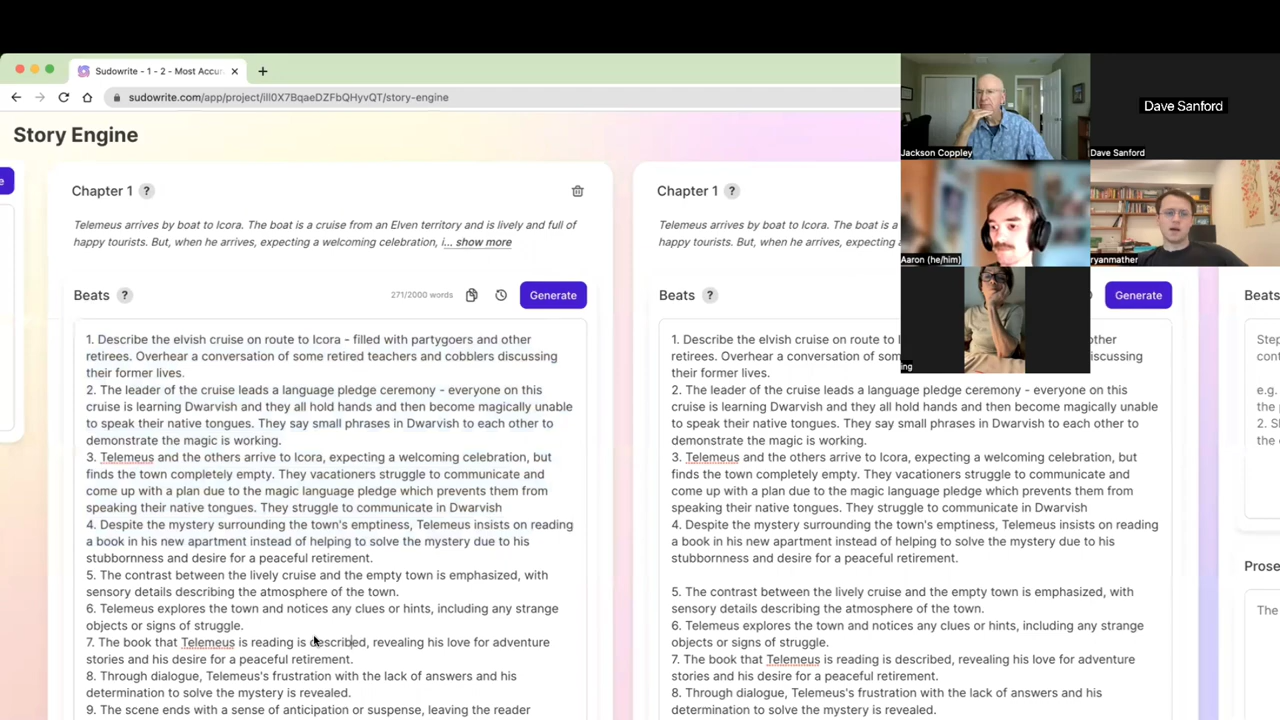 Sudowrite - 1 - 2 - Most Accur
sudowrite.com/app/project/ilI0X7BqaeDZFbQHyvQT/story-engine
Story Engine
e
Chapter 1 ?
Telemeus arrives by boat to Icora. The boat is a cruise from an Elven territory and is lively and full of
happy tourists. But, when he arrives, expecting a welcoming celebration, i... show more
Beats ?
271/2000 words
Generate
1. Describe the elvish cruise on route to Icora - filled with partygoers and other
retirees. Overhear a conversation of some retired teachers and cobblers discussing
their former lives.
2. The leader of the cruise leads a language pledge ceremony - everyone on this
cruise is learning Dwarvish and they all hold hands and then become magically unable
to speak their native tongues. They say small phrases in Dwarvish to each other to
demonstrate the magic is working.
3. Telemeus and the others arrive to Icora, expecting a welcoming celebration, but
finds the town completely empty. They vacationers struggle to communicate and
come up with a plan due to the magic language pledge which prevents them from
speaking their native tongues. They struggle to communicate in Dwarvish
4. Despite the mystery surrounding the town's emptiness, Telemeus insists on reading
a book in his new apartment instead of helping to solve the mystery due to his
stubbornness and desire for a peaceful retirement.
5. The contrast between the lively cruise and the empty town is emphasized, with
sensory details describing the atmosphere of the town.
6. Telemeus explores the town and notices any clues or hints, including any strange
objects or signs of struggle.
7. The book that Telemeus is reading is described, revealing his love for adventure
stories and his desire for a peaceful retirement.
8. Through dialogue, Telemeus's frustration with the lack of answers and his
determination to solve the mystery is revealed.
9. The scene ends with a sense of anticipation or suspense, leaving the reader
Chapter 1 ?
Telemeus arrives by boat to Icora. The boat is a
happy tourists. But, when he arrives, expecting
Beats ?
Generate
1. Describe the elvish cruise on route to I
retirees. Overhear a conversation of some
their former lives.
other
iscussing
2. The leader of the cruise leads a language pledge ceremony - everyone on this
cruise is learning Dwarvish and they all hold hands and then become magically unable
to speak their native tongues. They say small phrases in Dwarvish to each other to
demonstrate the magic is working.
3. Telemeus and the others arrive to Icora, expecting a welcoming celebration, but
finds the town completely empty. They vacationers struggle to communicate and
come up with a plan due to the magic language pledge which prevents them from
speaking their native tongues. They struggle to communicate in Dwarvish
4. Despite the mystery surrounding the town's emptiness, Telemeus insists on reading
a book in his new apartment instead of helping to solve the mystery due to his
stubbornness and desire for a peaceful retirement.
5. The contrast between the lively cruise and the empty town is emphasized, with
sensory details describing the atmosphere of the town.
6. Telemeus explores the town and notices any clues or hints, including any strange
objects or signs of struggle.
7. The book that Telemeus is reading is described, revealing his love for adventure
stories and his desire for a peaceful retirement.
8. Through dialogue, Telemeus's frustration with the lack of answers and his
determination to solve the mystery is revealed.
Beats
Step
cont
e.g.
the p
2. S
the c
Prose
The
Jackson Coppley
Dave Sanford
Dave Sanford
Aaron (he/him)
ryanmather
ing